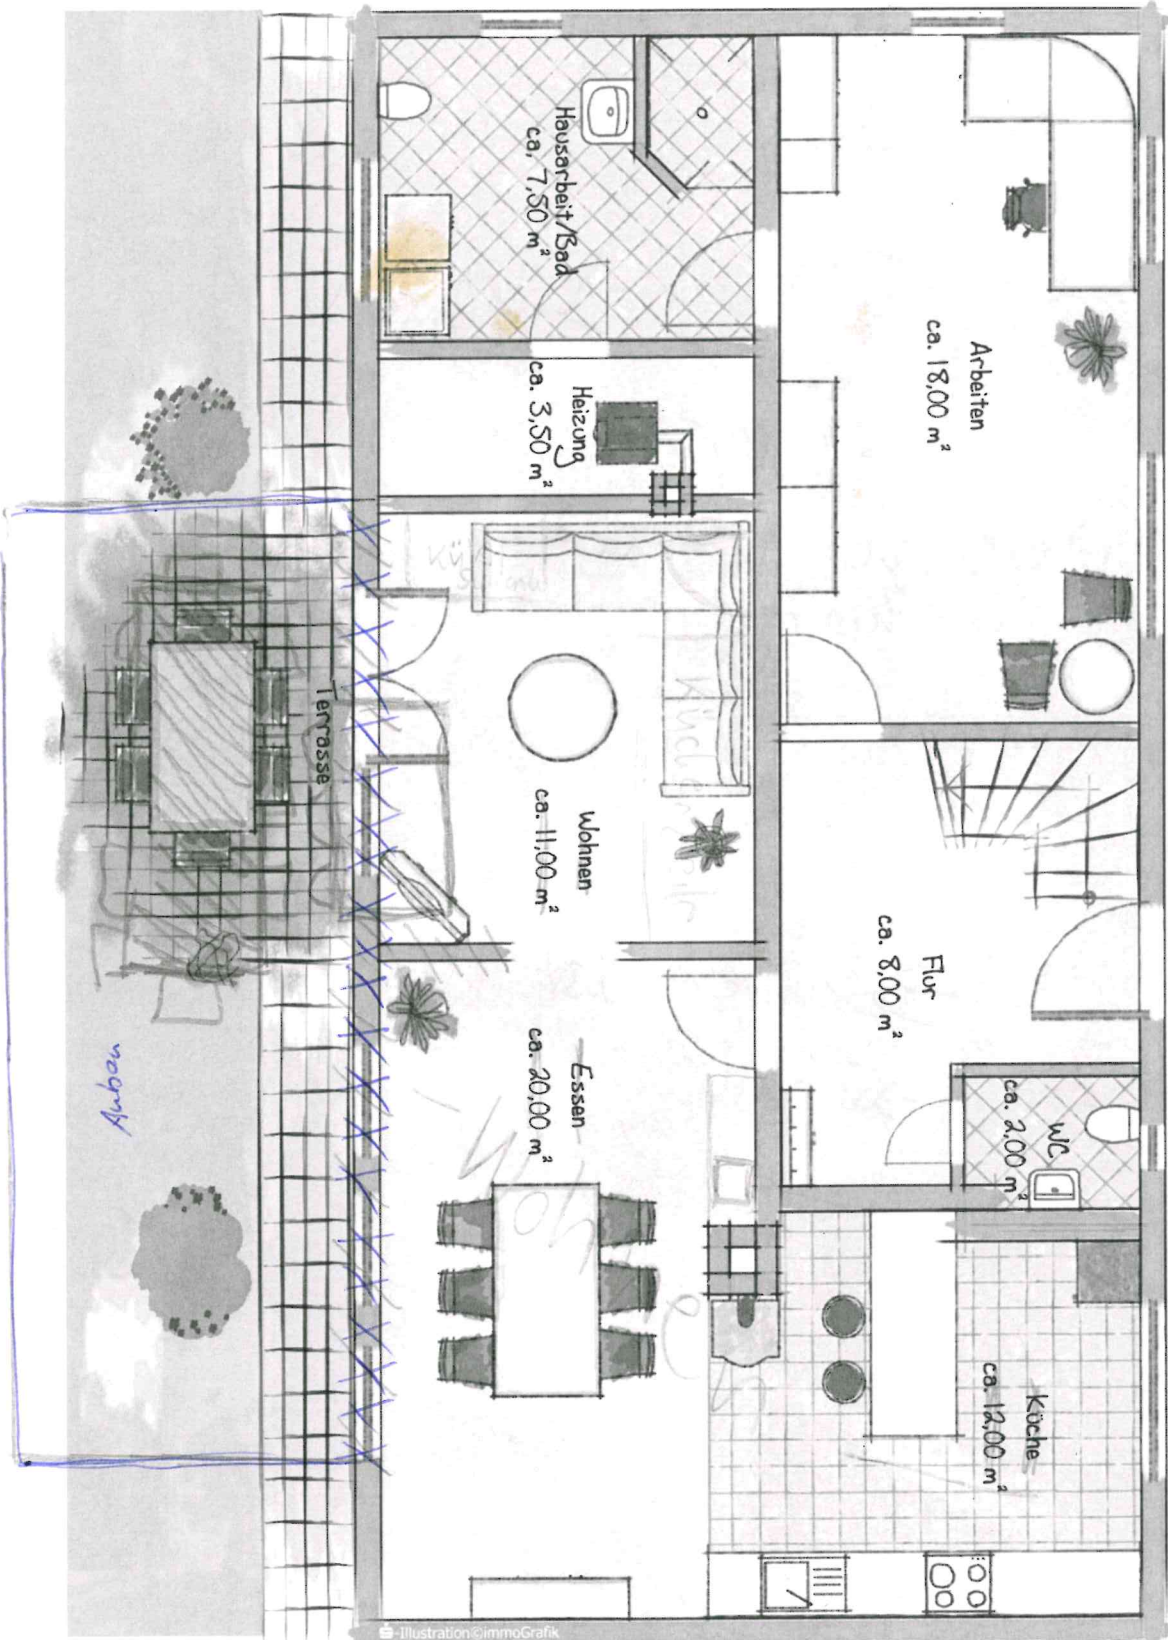 Hausarbeit/Bad
ca. 7,50 m²
Arbeiten
ca. 18,00 m²
Heizung
ca. 3,50 m²
Terrasse
Wohnen
ca. 11,00 m²
Flur
ca. 8,00 m²
Essen
ca. 20,00 m²
WC
ca. 2,00 m²
Küche
ca. 12,00 m²
Anbau
-Illustration©immoGrafik